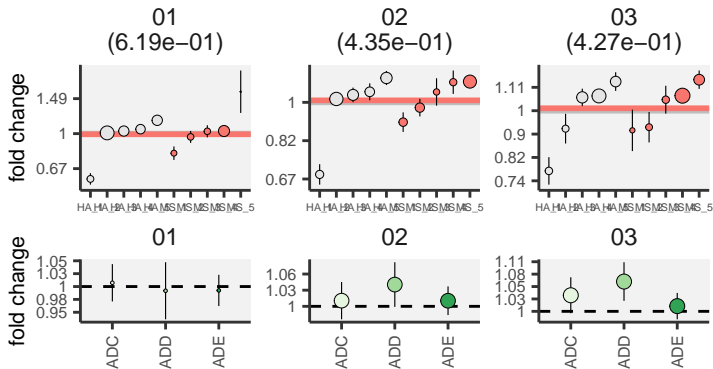 01
(6.19e−01)
02
(4.35e−01)
03
(4.27e−01)
fold change
1.49
1
0.67
1
0.82
0.67
1.11
1
0.9
0.82
0.74
01
02
03
fold change
1.05
1.03
1
0.98
0.95
1.06
1.03
1
1.11
1.08
1.05
1.03
1
ADC
ADD
ADE
ADC
ADD
ADE
ADC
ADD
ADE